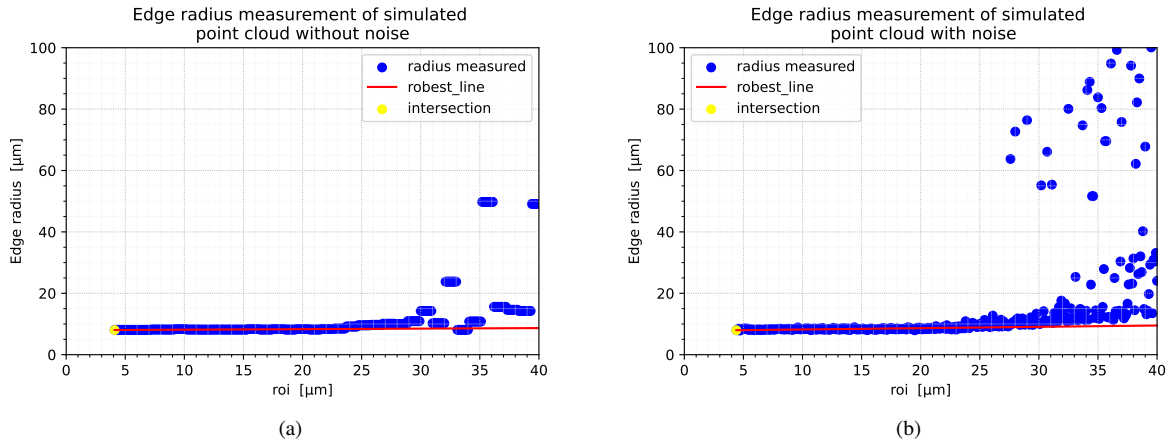 Edge radius measurement of simulated
point cloud without noise
100
80
60
40
20
0
Edge radius [μm]
radius measured
robest_line
intersection
0 5 10 15 20 25 30 35 40
roi [μm]
(a)
Edge radius measurement of simulated
point cloud with noise
100
80
60
40
20
0
Edge radius [μm]
radius measured
robest_line
intersection
0 5 10 15 20 25 30 35 40
roi [μm]
(b)